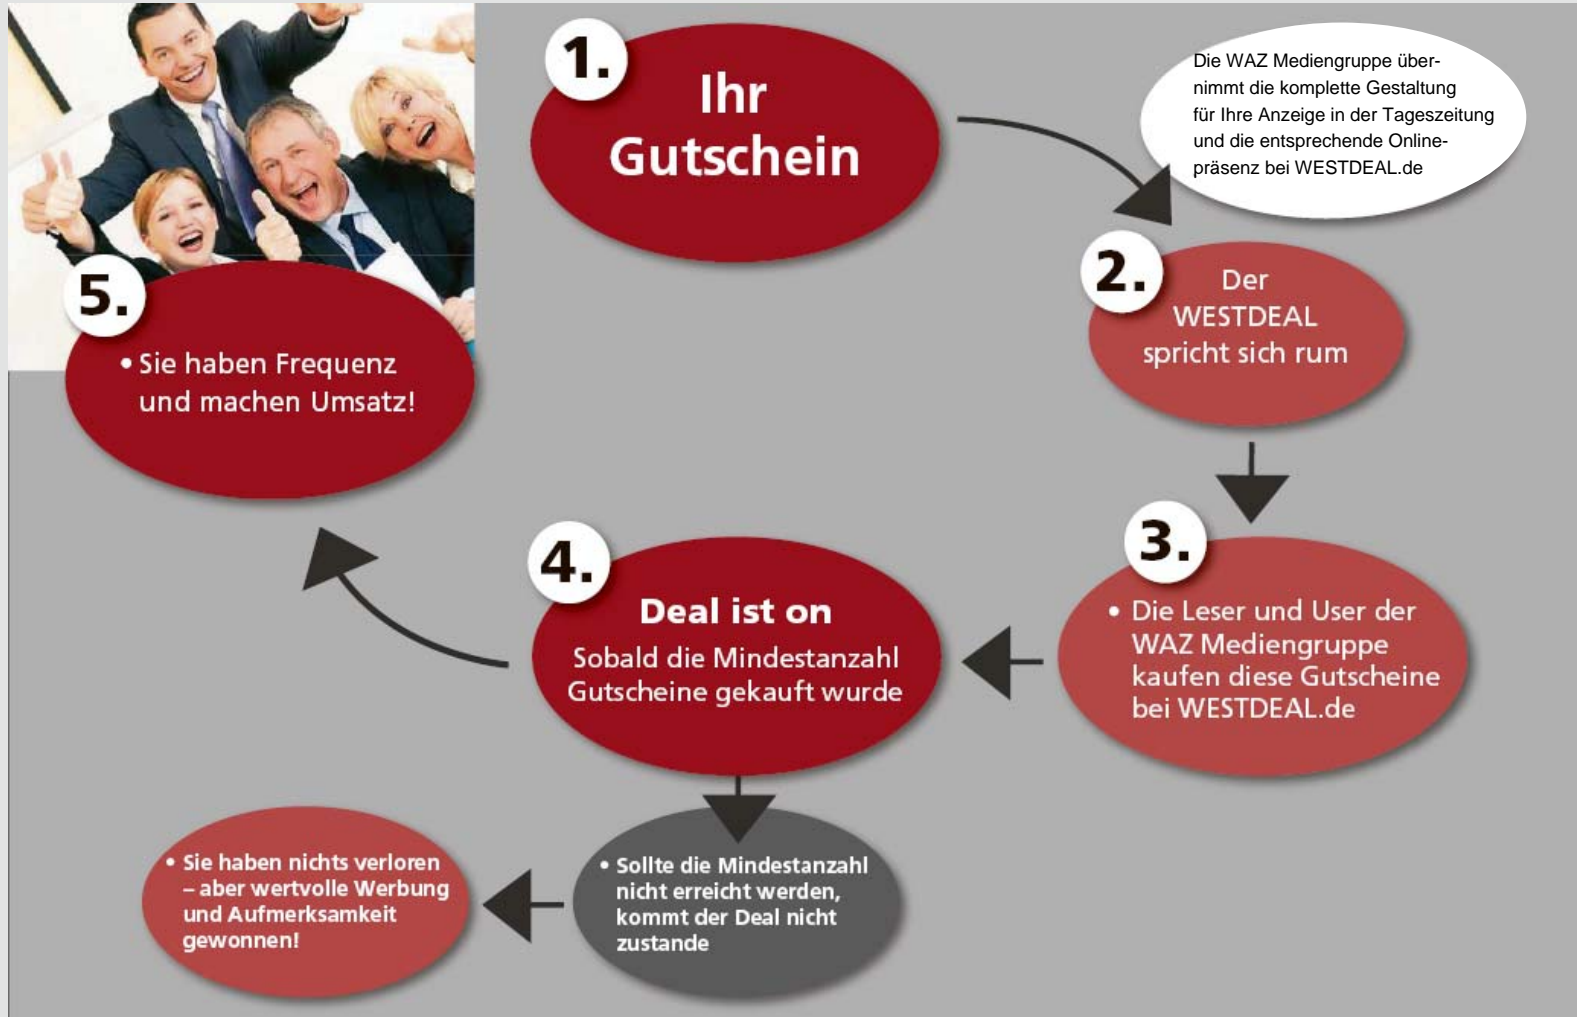 1.
Ihr
Gutschein
Die WAZ Mediengruppe über-
nimmt die komplette Gestaltung
für Ihre Anzeige in der Tageszeitung
und die entsprechende Online-
präsenz bei WESTDEAL.de
2.
Der
WESTDEAL
spricht sich rum
3.
• Die Leser und User der
WAZ Mediengruppe
kaufen diese Gutscheine
bei WESTDEAL.de
4.
Deal ist on
Sobald die Mindestanzahl
Gutscheine gekauft wurde
5.
• Sie haben Frequenz
und machen Umsatz!
• Sollte die Mindestanzahl
nicht erreicht werden,
kommt der Deal nicht
zustande
• Sie haben nichts verloren
– aber wertvolle Werbung
und Aufmerksamkeit
gewonnen!